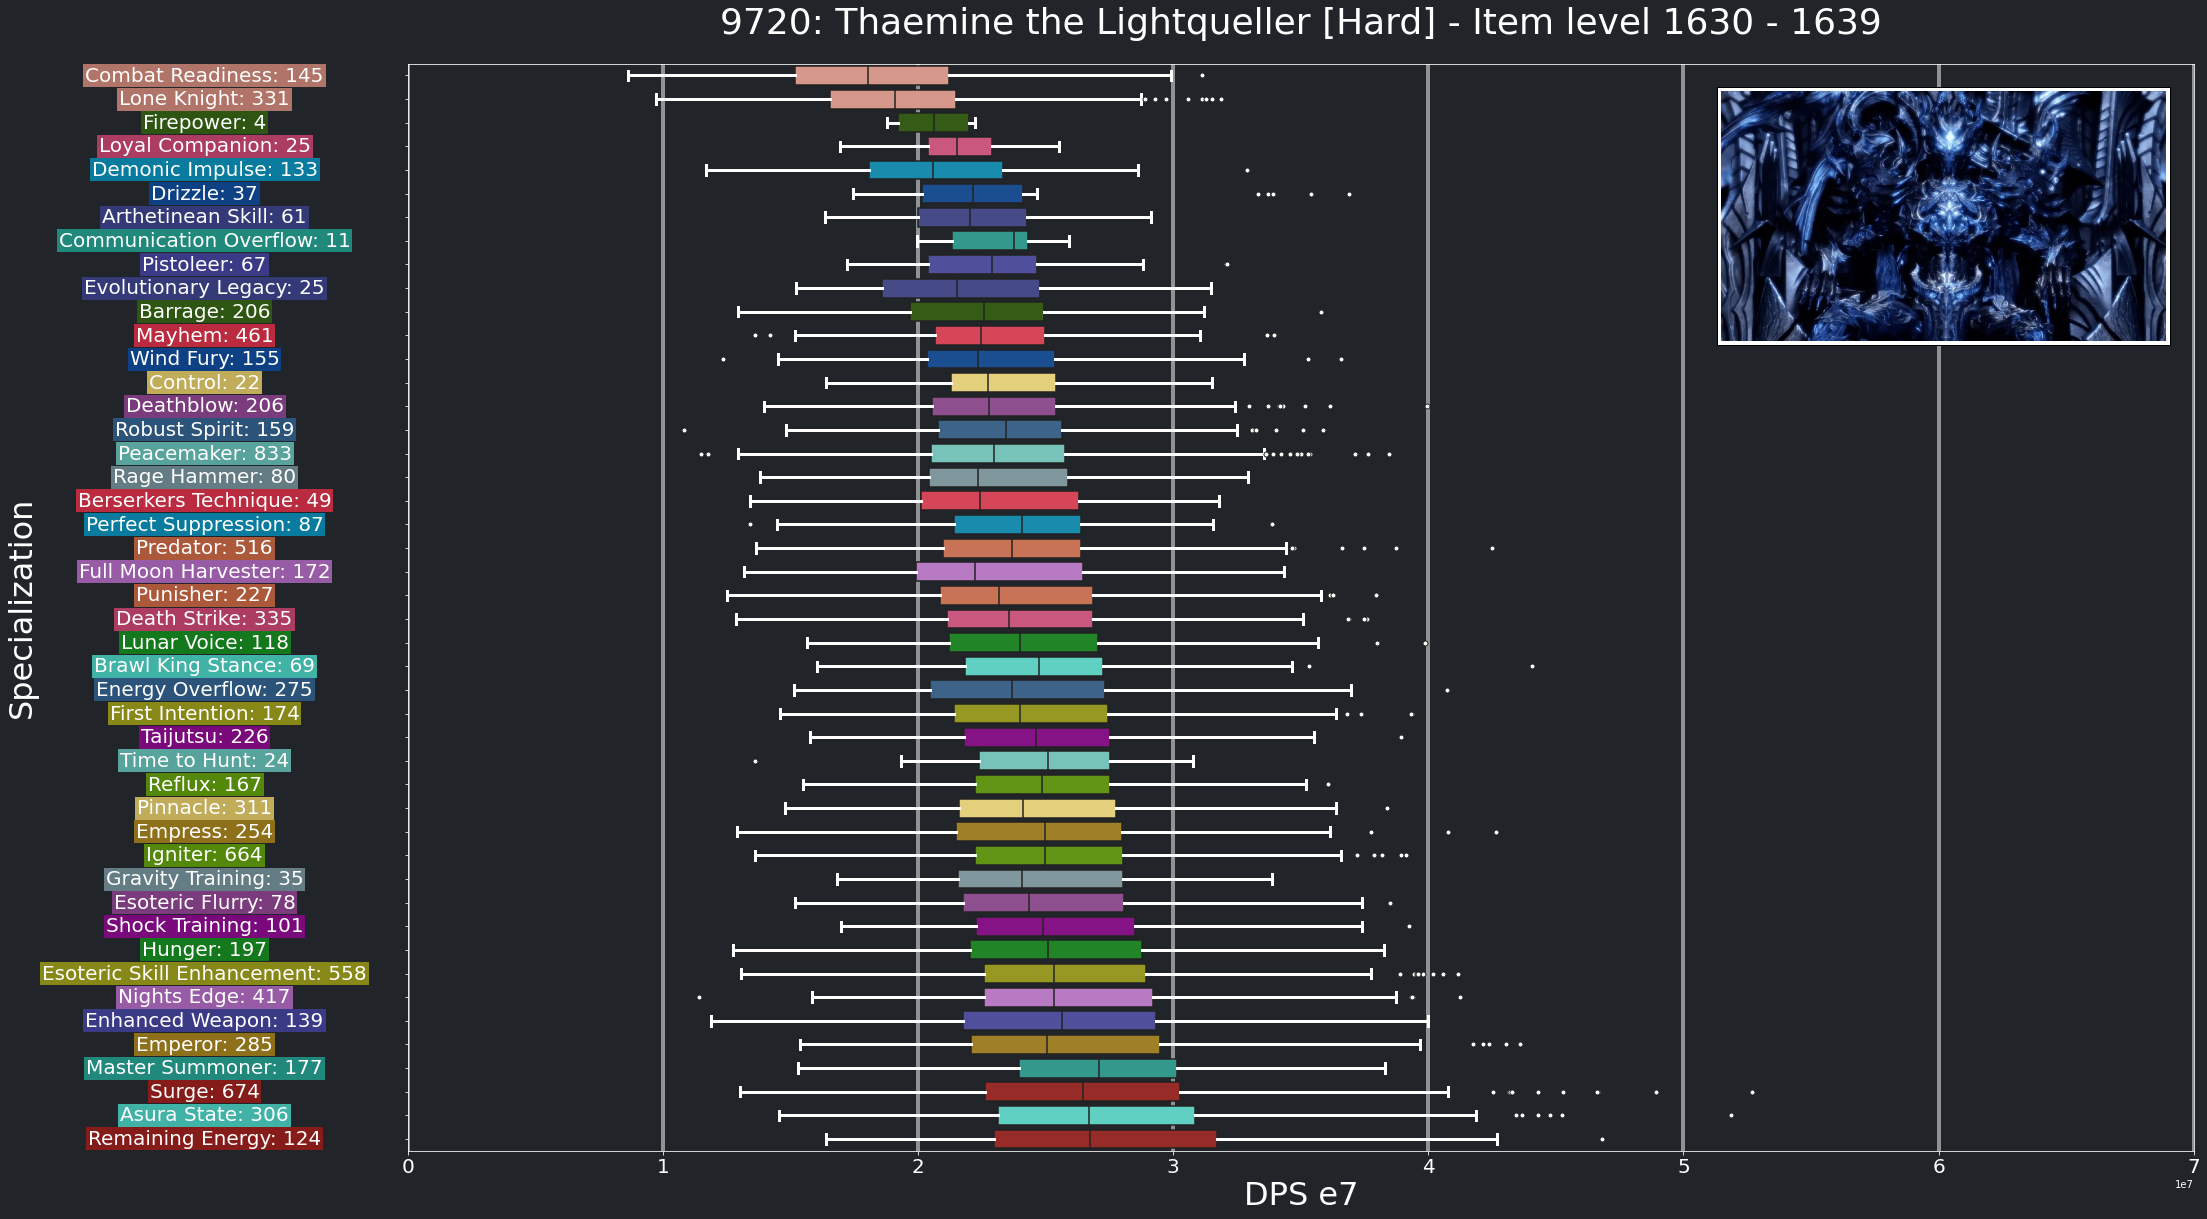 9720: Thaemine the Lightqueller [Hard] - Item level 1630 - 1639
Specialization
Combat Readiness: 145
Lone Knight: 331
Firepower: 4
Loyal Companion: 25
Demonic Impulse: 133
Drizzle: 37
Arthetinean Skill: 61
Communication Overflow: 11
Pistoleer: 67
Evolutionary Legacy: 25
Barrage: 206
Mayhem: 461
Wind Fury: 155
Control: 22
Deathblow: 206
Robust Spirit: 159
Peacemaker: 833
Rage Hammer: 80
Berserkers Technique: 49
Perfect Suppression: 87
Predator: 516
Full Moon Harvester: 172
Punisher: 227
Death Strike: 335
Lunar Voice: 118
Brawl King Stance: 69
Energy Overflow: 275
First Intention: 174
Taijutsu: 226
Time to Hunt: 24
Reflux: 167
Pinnacle: 311
Empress: 254
Igniter: 664
Gravity Training: 35
Esoteric Flurry: 78
Shock Training: 101
Hunger: 197
Esoteric Skill Enhancement: 558
Nights Edge: 417
Enhanced Weapon: 139
Emperor: 285
Master Summoner: 177
Surge: 674
Asura State: 306
Remaining Energy: 124
0 1 2 3 4 5 6 7
1e7
DPS e7